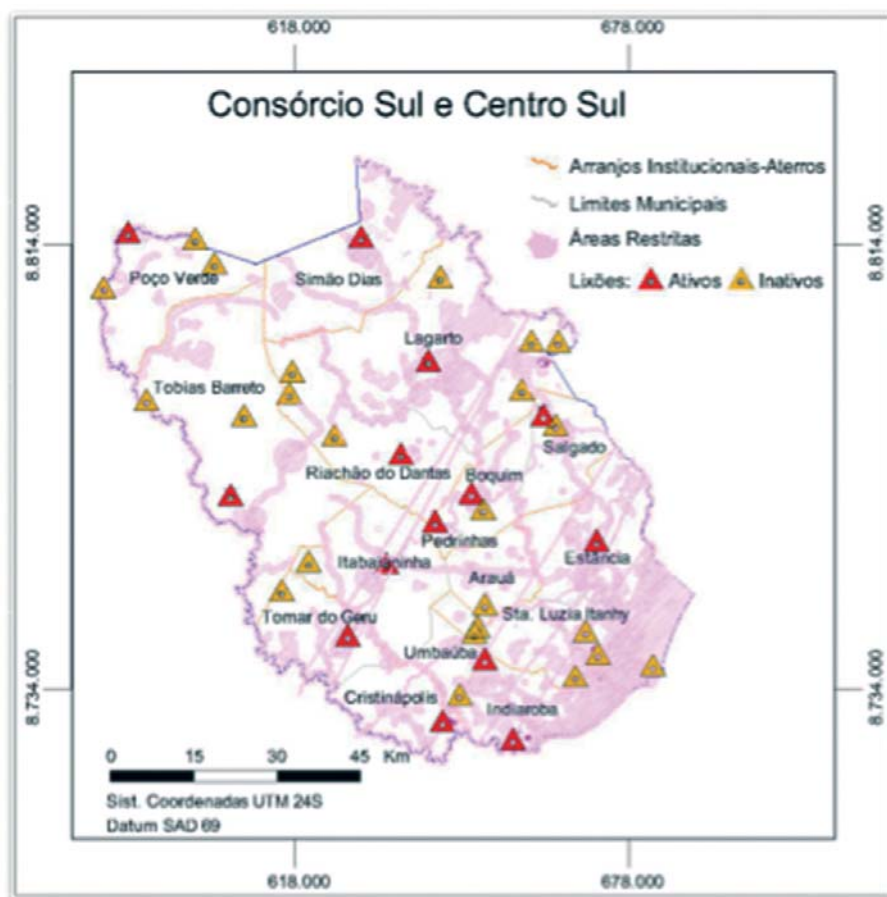 618.000 678.000
Consórcio Sul e Centro Sul
Arranjos Institucionais-Aterros
Limites Municipais
Áreas Restritas
Lixões: Ativos Inativos
8.814.000 8.814.000
Poço Verde
Simão Dias
Lagarto
Tobias Barreto
Salgado
Riachão do Dantas
Boquim
Pedrinhas
Itabaianinha
Estância
Arauá
Tomar do Geru
Sta. Luzia Itanhy
Umbaúba
8.734.000 8.734.000
Cristinápolis
Indiaroba
0 15 30 45 Km
Sist. Coordenadas UTM 24S
Datum SAD 69
618.000 678.000